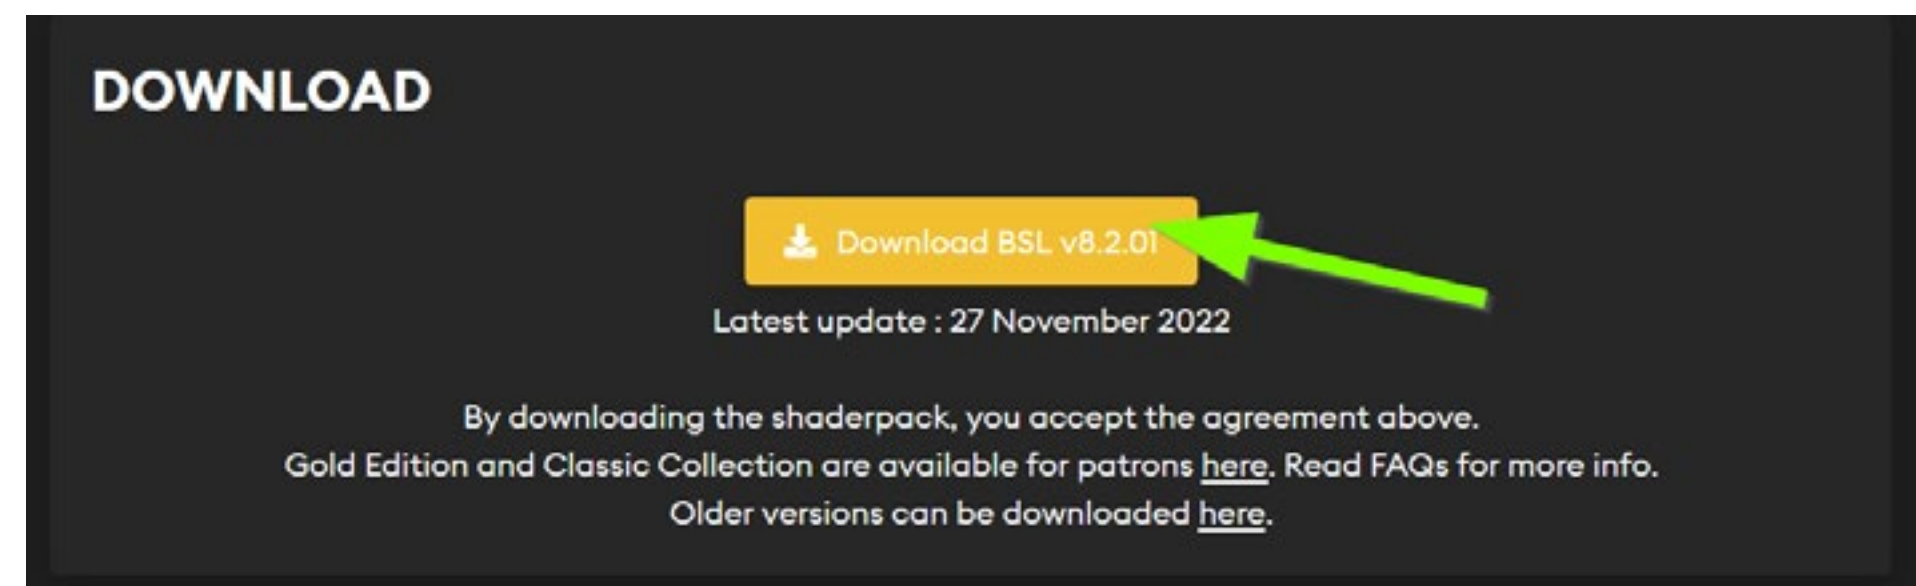 DOWNLOAD
Download BSL v8.2.01
Latest update : 27 November 2022
By downloading the shaderpack, you accept the agreement above.
Gold Edition and Classic Collection are available for patrons here. Read FAQs for more info.
Older versions can be downloaded here.